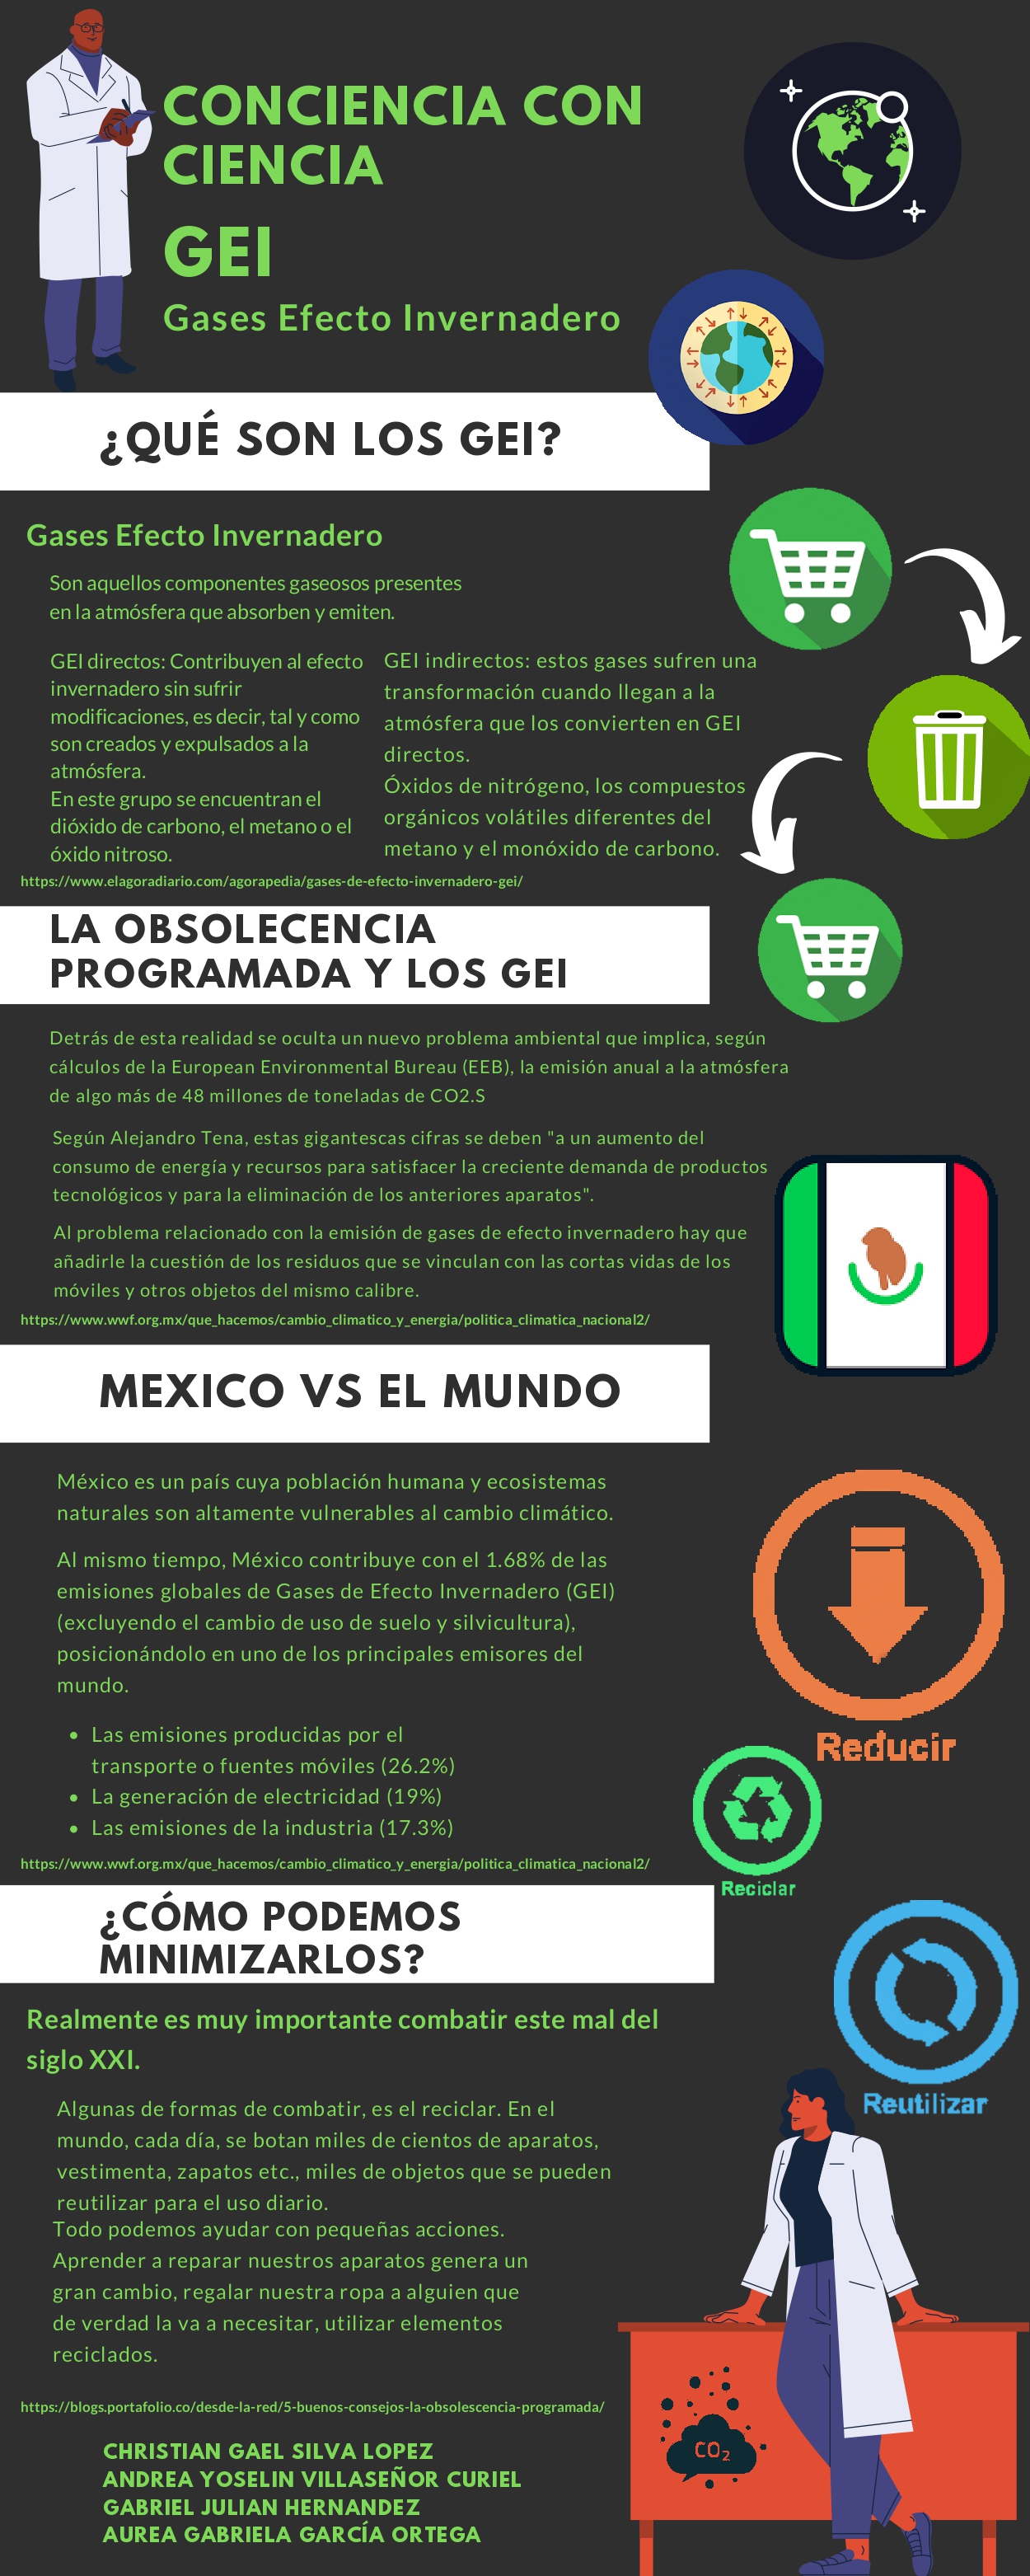 CONCIENCIA CON
CIENCIA
GEI
Gases Efecto Invernadero
¿QUÉ SON LOS GEI?
Gases Efecto Invernadero
Son aquellos componentes gaseosos presentes
en la atmósfera que absorben y emiten.
GEI directos: Contribuyen al efecto
invernadero sin sufrir
modificaciones, es decir, tal y como
son creados y expulsados a la
atmósfera.
En este grupo se encuentran el
dióxido de carbono, el metano o el
óxido nitroso.
GEI indirectos: estos gases sufren una
transformación cuando llegan a la
atmósfera que los convierten en GEI
directos.
Óxidos de nitrógeno, los compuestos
orgánicos volátiles diferentes del
metano y el monóxido de carbono.
https://www.elagoradiario.com/agorapedia/gases-de-efecto-invernadero-gei/
LA OBSOLECENCIA
PROGRAMADA Y LOS GEI
Detrás de esta realidad se oculta un nuevo problema ambiental que implica, según
cálculos de la European Environmental Bureau (EEB), la emisión anual a la atmósfera
de algo más de 48 millones de toneladas de CO2.S
Según Alejandro Tena, estas gigantescas cifras se deben "a un aumento del
consumo de energía y recursos para satisfacer la creciente demanda de productos
tecnológicos y para la eliminación de los anteriores aparatos".
Al problema relacionado con la emisión de gases de efecto invernadero hay que
añadirle la cuestión de los residuos que se vinculan con las cortas vidas de los
móviles y otros objetos del mismo calibre.
https://www.wwf.org.mx/que_hacemos/cambio_climatico_y_energia/politica_climatica_nacional2/
MEXICO VS EL MUNDO
México es un país cuya población humana y ecosistemas
naturales son altamente vulnerables al cambio climático.
Al mismo tiempo, México contribuye con el 1.68% de las
emisiones globales de Gases de Efecto Invernadero (GEI)
(excluyendo el cambio de uso de suelo y silvicultura),
posicionándolo en uno de los principales emisores del
mundo.
• Las emisiones producidas por el
transporte o fuentes móviles (26.2%)
• La generación de electricidad (19%)
• Las emisiones de la industria (17.3%)
https://www.wwf.org.mx/que_hacemos/cambio_climatico_y_energia/politica_climatica_nacional2/
Reducir
Reciclar
Reutilizar
¿CÓMO PODEMOS
MINIMIZARLOS?
Realmente es muy importante combatir este mal del
siglo XXI.
Algunas de formas de combatir, es el reciclar. En el
mundo, cada día, se botan miles de cientos de aparatos,
vestimenta, zapatos etc., miles de objetos que se pueden
reutilizar para el uso diario.
Todo podemos ayudar con pequeñas acciones.
Aprender a reparar nuestros aparatos genera un
gran cambio, regalar nuestra ropa a alguien que
de verdad la va a necesitar, utilizar elementos
reciclados.
https://blogs.portafolio.co/desde-la-red/5-buenos-consejos-la-obsolescencia-programada/
CO₂
CHRISTIAN GAEL SILVA LOPEZ
ANDREA YOSELIN VILLASEÑOR CURIEL
GABRIEL JULIAN HERNANDEZ
AUREA GABRIELA GARCÍA ORTEGA